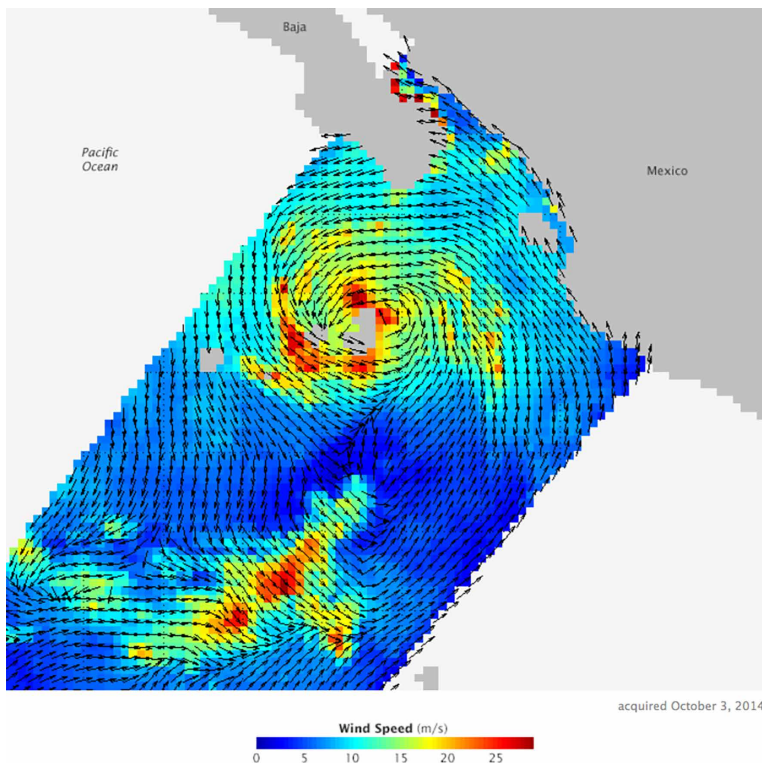 Baja
Pacific
Ocean
Mexico
acquired October 3, 2014
Wind Speed (m/s)
0 5 10 15 20 25